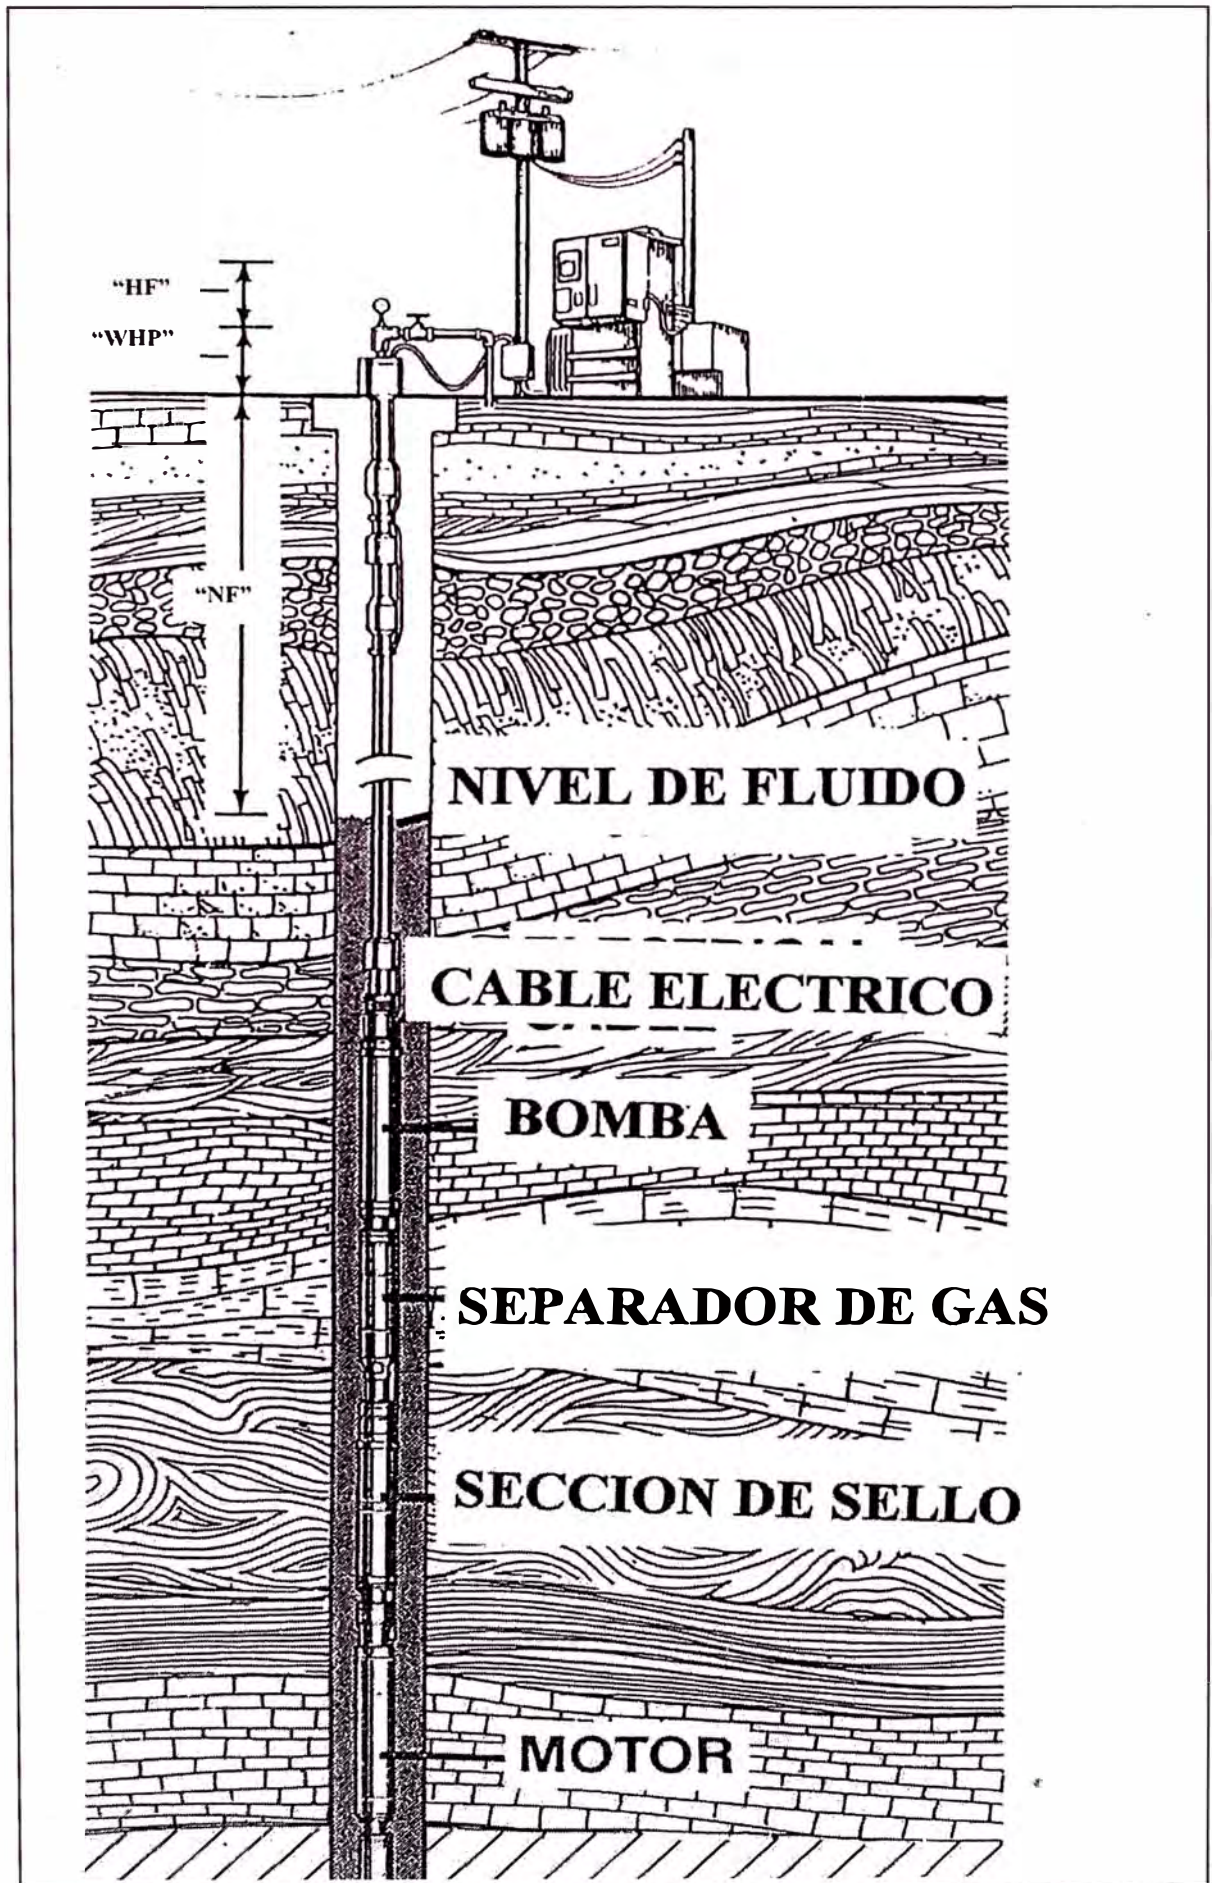 “HF”
“WHP”
“NF”
NIVEL DE FLUIDO
CABLE ELECTRICO
BOMBA
SEPARADOR DE GAS
SECCION DE SELLO
MOTOR